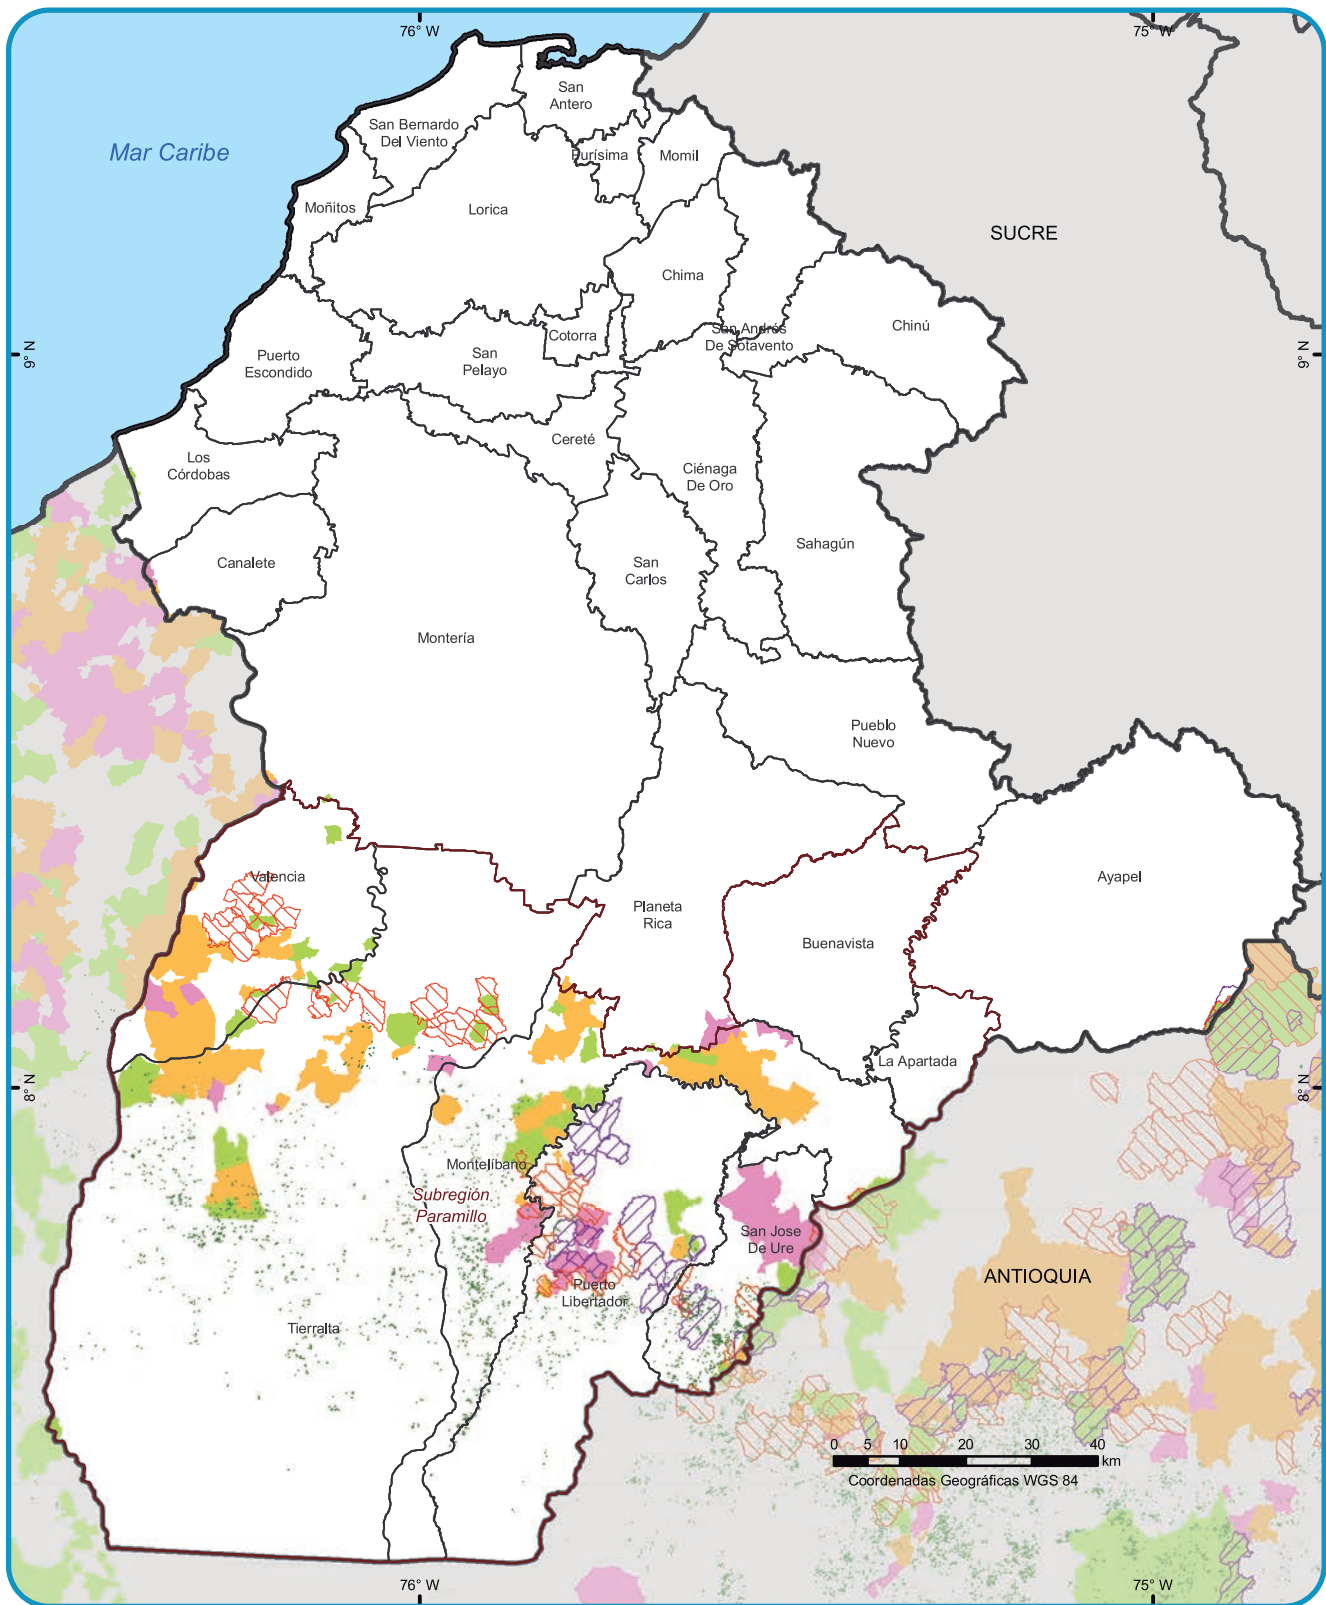 76° W
75° W
San
Antero
San Bernardo
Del Viento
Mar Caribe
Purísima
Momil
Moñitos
Lorica
SUCRE
Chima
Chinú
San Andrés
De Sotavento
Cotorra
9° N
9° N
Puerto
Escondido
San
Pelayo
Cereté
Los
Córdobas
Ciénaga
De Oro
Sahagún
Canalete
San
Carlos
Montería
Pueblo
Nuevo
Valencia
Ayapel
Planeta
Rica
Buenavista
La Apartada
8° N
8° N
Montelíbano
Subregión
Paramillo
San Jose
De Ure
ANTIOQUIA
Puerto
Libertador
Tierralta
0 5 10 20 30 40
km
Coordenadas Geográficas WGS 84
76° W
75° W